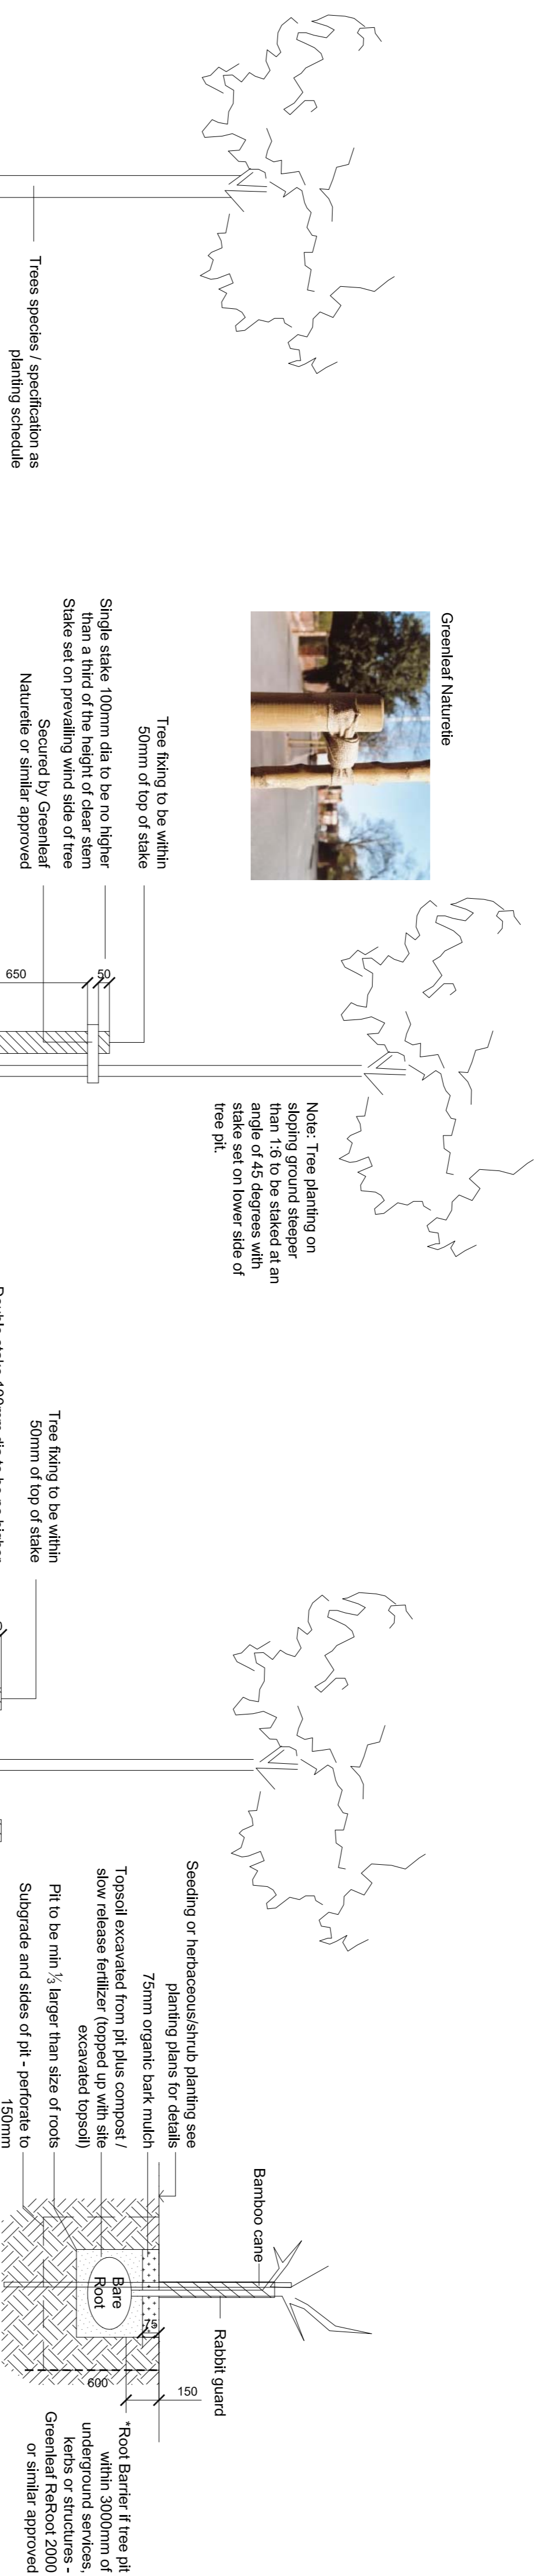 Trees species / specification as
planting schedule
Greenleaf Naturetie
Tree fixing to be within
50mm of top of stake
Single stake 100mm dia to be no higher
than a third of the height of clear stem
Stake set on prevailing wind side of tree
Secured by Greenleaf
Naturetie or similar approved
650
50
Note: Tree planting on
sloping ground steeper
than 1:6 to be staked at an
angle of 45 degrees with
stake set on lower side of
tree pit.
Tree fixing to be within
50mm of top of stake
Double stake 100mm dia to be no higher
Seeding or herbaceous/shrub planting see
planting plans for details
75mm organic bark mulch
Topsoil excavated from pit plus compost /
slow release fertilizer (topped up with site
excavated topsoil)
Pit to be min ⅓ larger than size of roots
Subgrade and sides of pit - perforate to
150mm
Bamboo cane
Rabbit guard
Bare
Root
75
600
150
*Root Barrier if tree pit
within 3000mm of
underground services,
kerbs or structures -
Greenleaf ReRoot 2000
or similar approved